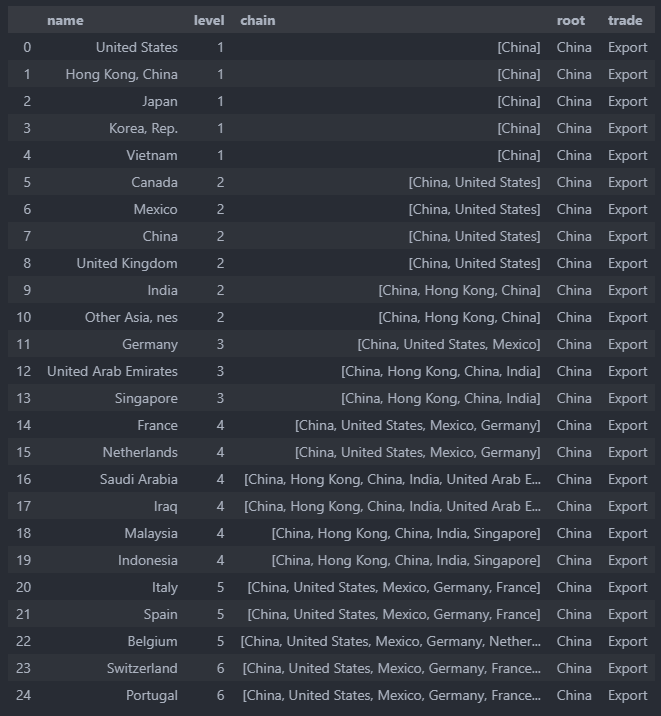 name level chain root trade
0 United States 1 [China] China Export
1 Hong Kong, China 1 [China] China Export
2 Japan 1 [China] China Export
3 Korea, Rep. 1 [China] China Export
4 Vietnam 1 [China] China Export
5 Canada 2 [China, United States] China Export
6 Mexico 2 [China, United States] China Export
7 China 2 [China, United States] China Export
8 United Kingdom 2 [China, United States] China Export
9 India 2 [China, Hong Kong, China] China Export
10 Other Asia, nes 2 [China, Hong Kong, China] China Export
11 Germany 3 [China, United States, Mexico] China Export
12 United Arab Emirates 3 [China, Hong Kong, China, India] China Export
13 Singapore 3 [China, Hong Kong, China, India] China Export
14 France 4 [China, United States, Mexico, Germany] China Export
15 Netherlands 4 [China, United States, Mexico, Germany] China Export
16 Saudi Arabia 4 [China, Hong Kong, China, India, United Arab E... China Export
17 Iraq 4 [China, Hong Kong, China, India, United Arab E... China Export
18 Malaysia 4 [China, Hong Kong, China, India, Singapore] China Export
19 Indonesia 4 [China, Hong Kong, China, India, Singapore] China Export
20 Italy 5 [China, United States, Mexico, Germany, France] China Export
21 Spain 5 [China, United States, Mexico, Germany, France] China Export
22 Belgium 5 [China, United States, Mexico, Germany, Nether... China Export
23 Switzerland 6 [China, United States, Mexico, Germany, France... China Export
24 Portugal 6 [China, United States, Mexico, Germany, France... China Export